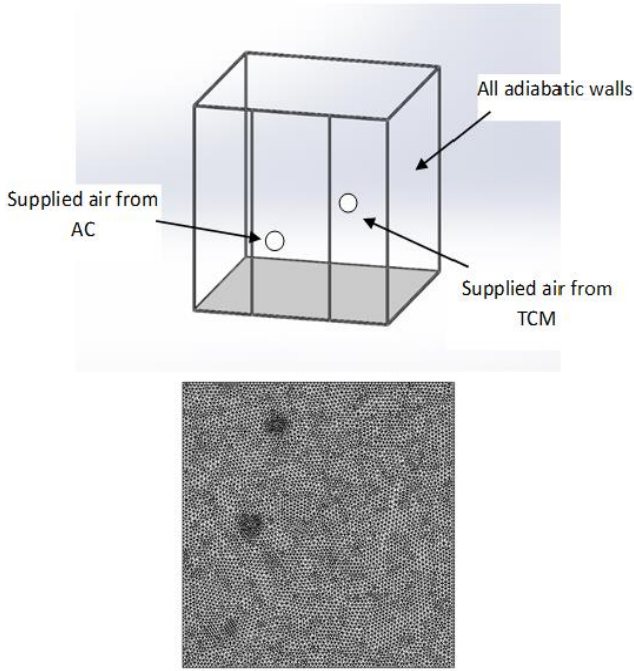 All adiabatic walls
Supplied air from
AC
Supplied air from
TCM